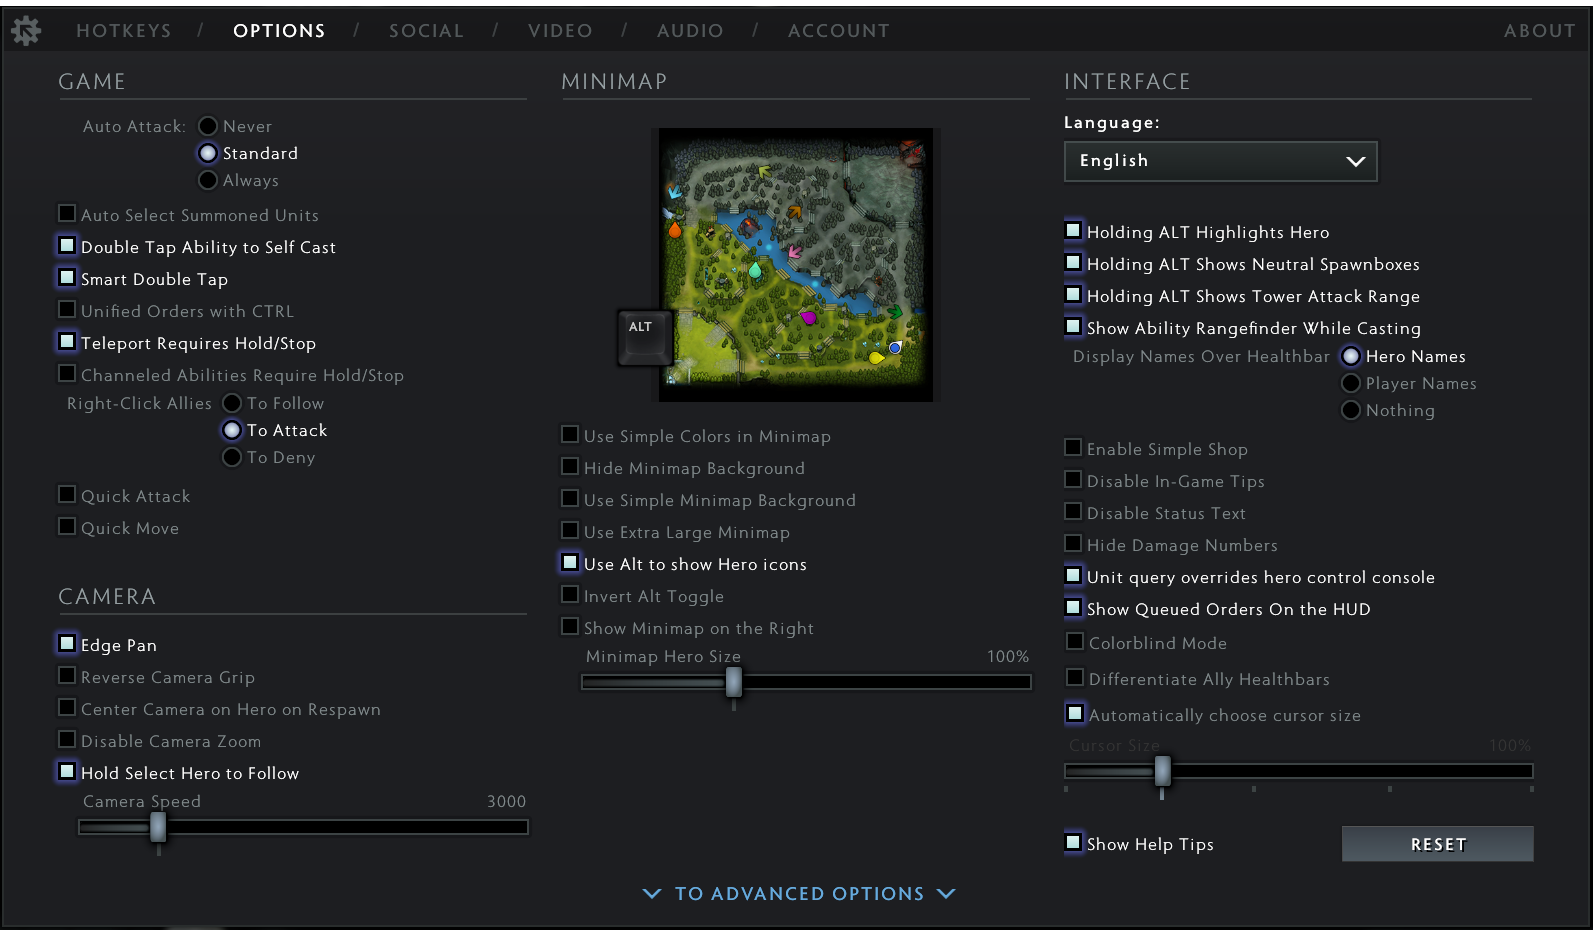 HOTKEYS / OPTIONS / SOCIAL / VIDEO / AUDIO / ACCOUNT ABOUT
GAME
Auto Attack: Never
Standard
Always
Auto Select Summoned Units
Double Tap Ability to Self Cast
Smart Double Tap
Unified Orders with CTRL
Teleport Requires Hold/Stop
Channeled Abilities Require Hold/Stop
Right-Click Allies To Follow
To Attack
To Deny
Quick Attack
Quick Move
CAMERA
Edge Pan
Reverse Camera Grip
Center Camera on Hero on Respawn
Disable Camera Zoom
Hold Select Hero to Follow
Camera Speed 3000
MINIMAP
ALT
Use Simple Colors in Minimap
Hide Minimap Background
Use Simple Minimap Background
Use Extra Large Minimap
Use Alt to show Hero icons
Invert Alt Toggle
Show Minimap on the Right
Minimap Hero Size 100%
INTERFACE
Language:
English
Holding ALT Highlights Hero
Holding ALT Shows Neutral Spawnboxes
Holding ALT Shows Tower Attack Range
Show Ability Rangefinder While Casting
Display Names Over Healthbar Hero Names
Player Names
Nothing
Enable Simple Shop
Disable In-Game Tips
Disable Status Text
Hide Damage Numbers
Unit query overrides hero control console
Show Queued Orders On the HUD
Colorblind Mode
Differentiate Ally Healthbars
Automatically choose cursor size
Cursor Size 100%
Show Help Tips RESET
TO ADVANCED OPTIONS